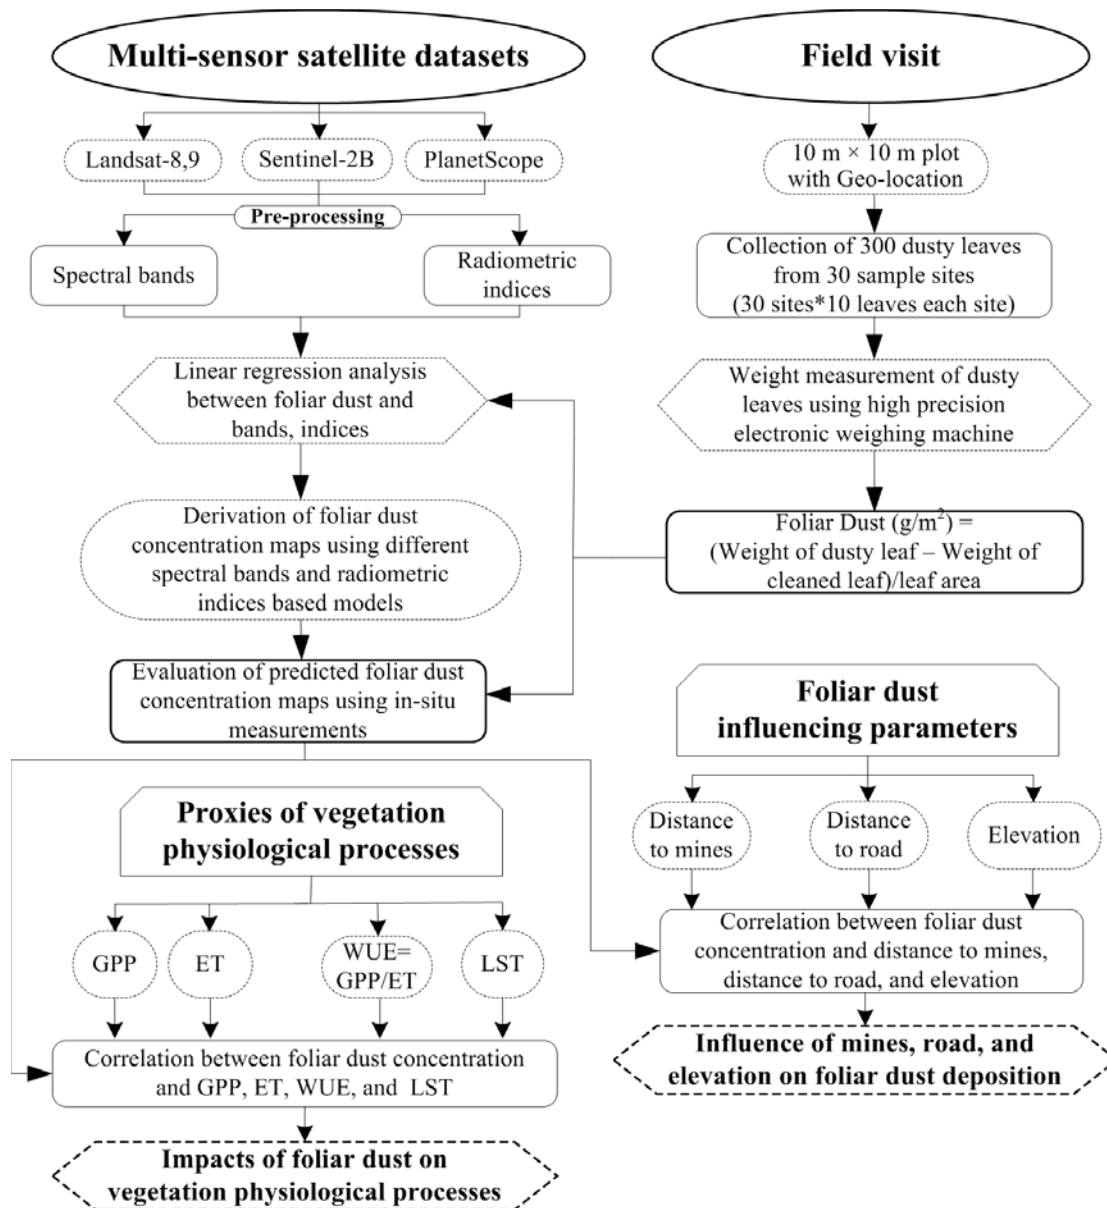 Multi-sensor satellite datasets
Landsat-8,9
Sentinel-2B
PlanetScope
Pre-processing
Spectral bands
Radiometric
indices
Linear regression analysis
between foliar dust and
bands, indices
Derivation of foliar dust
concentration maps using different
spectral bands and radiometric
indices based models
Evaluation of predicted foliar dust
concentration maps using in-situ
measurements
Field visit
10 m × 10 m plot
with Geo-location
Collection of 300 dusty leaves
from 30 sample sites
(30 sites*10 leaves each site)
Weight measurement of dusty
leaves using high precision
electronic weighing machine
Foliar Dust (g/m²) =
(Weight of dusty leaf – Weight of
cleaned leaf)/leaf area
Proxies of vegetation
physiological processes
GPP
ET
WUE=
GPP/ET
LST
Correlation between foliar dust concentration
and GPP, ET, WUE, and LST
Impacts of foliar dust on
vegetation physiological processes
Foliar dust
influencing parameters
Distance
to mines
Distance
to road
Elevation
Correlation between foliar dust
concentration and distance to mines,
distance to road, and elevation
Influence of mines, road, and
elevation on foliar dust deposition